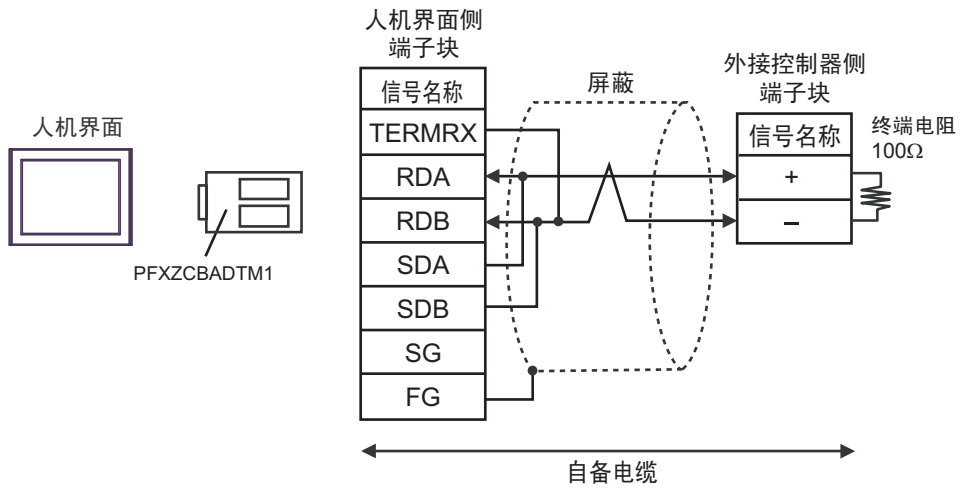 人机界面
PFXZCBADTM1
人机界面侧
端子块
信号名称
TERMRX
RDA
RDB
SDA
SDB
SG
FG
屏蔽
外接控制器侧
端子块
信号名称
+
–
终端电阻
100Ω
自备电缆